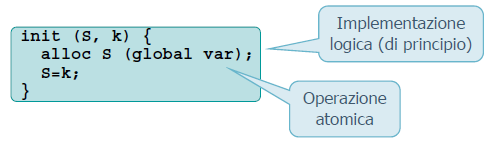 init (S, k) {
  alloc S (global var);
  S=k;
}
Implementazione
logica (di principio)
Operazione
atomica